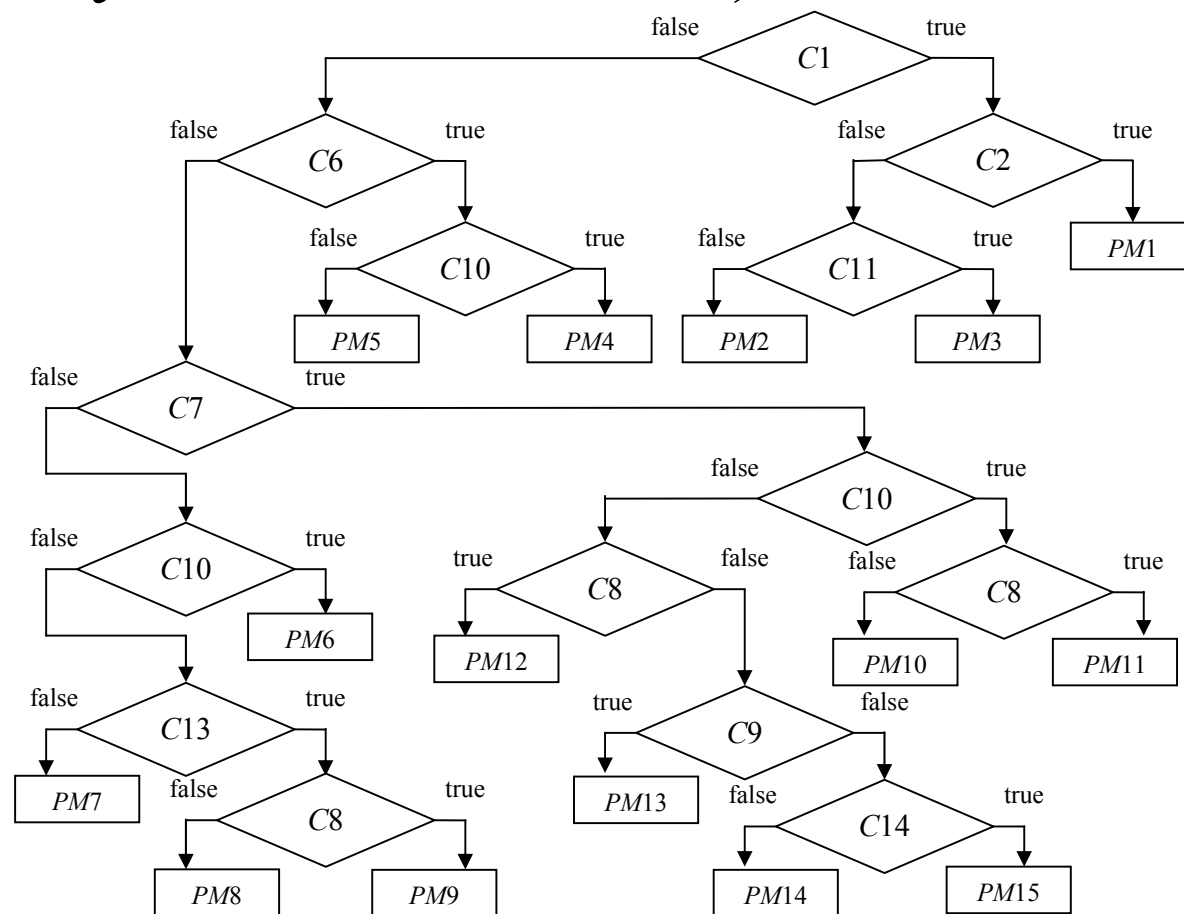 false
true
C1
false
true
false
true
C6
C2
false
true
false
true
C10
C11
PM1
PM5
PM4
PM2
PM3
false
true
C7
false
true
C10
false
true
true
false
false
true
C10
C8
C8
PM6
PM12
PM10
PM11
false
true
true
false
C13
C9
PM7
false
true
PM13
false
true
C8
C14
PM8
PM9
PM14
PM15